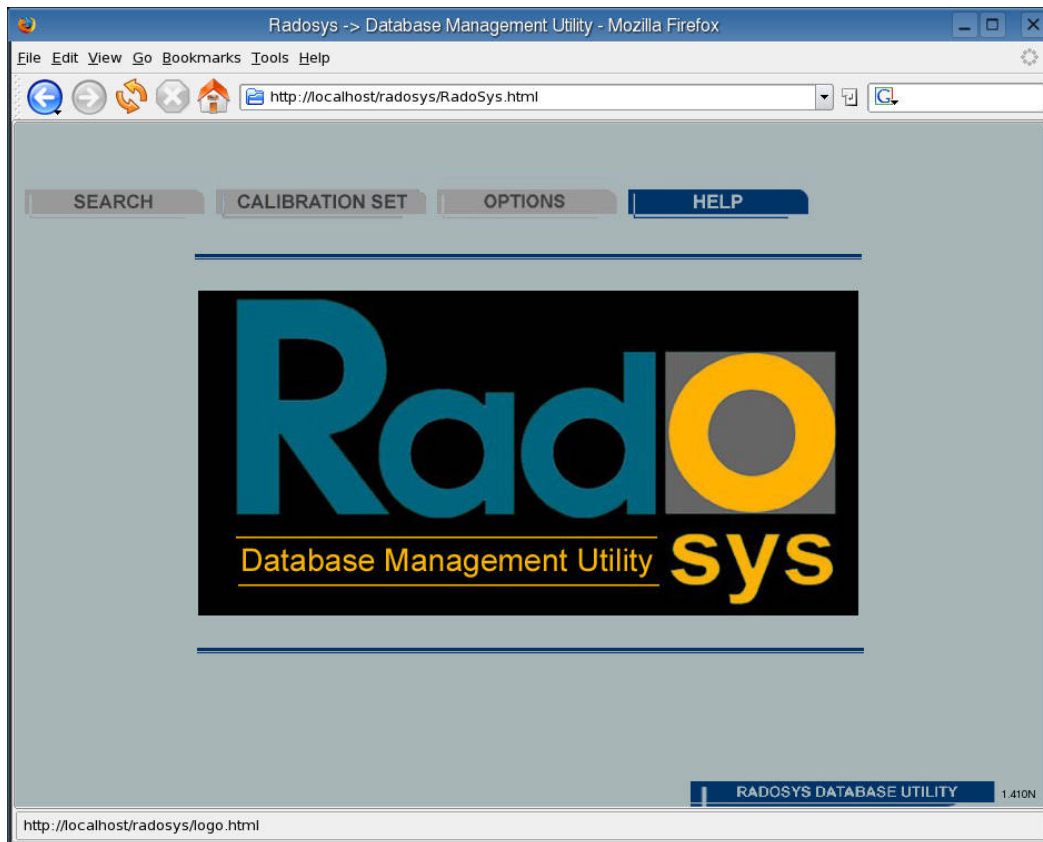 Radosys -> Database Management Utility - Mozilla Firefox
File Edit View Go Bookmarks Tools Help
http://localhost/radosys/RadoSys.html
G
SEARCH CALIBRATION SET OPTIONS HELP
Rado
Database Management Utility sys
RADOSYS DATABASE UTILITY 1.410N
http://localhost/radosys/logo.html